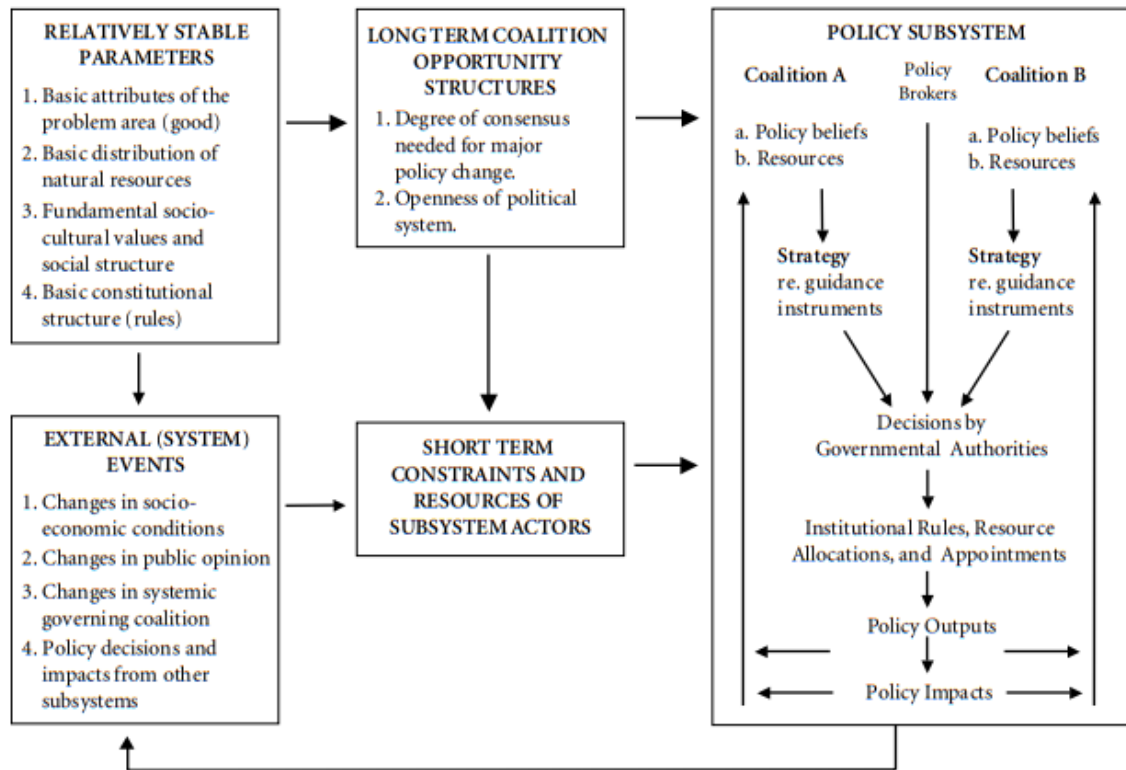 RELATIVELY STABLE
PARAMETERS
1. Basic attributes of the
problem area (good)
2. Basic distribution of
natural resources
3. Fundamental socio-
cultural values and
social structure
4. Basic constitutional
structure (rules)
LONG TERM COALITION
OPPORTUNITY
STRUCTURES
1. Degree of consensus
needed for major
policy change.
2. Openness of political
system.
EXTERNAL (SYSTEM)
EVENTS
1. Changes in socio-
economic conditions
2. Changes in public opinion
3. Changes in systemic
governing coalition
4. Policy decisions and
impacts from other
subsystems
SHORT TERM
CONSTRAINTS AND
RESOURCES OF
SUBSYSTEM ACTORS
POLICY SUBSYSTEM
Coalition A
Policy
Brokers
Coalition B
a. Policy beliefs
b. Resources
a. Policy beliefs
b. Resources
Strategy
re. guidance
instruments
Strategy
re. guidance
instruments
Decisions by
Governmental Authorities
Institutional Rules, Resource
Allocations, and Appointments
Policy Outputs
Policy Impacts